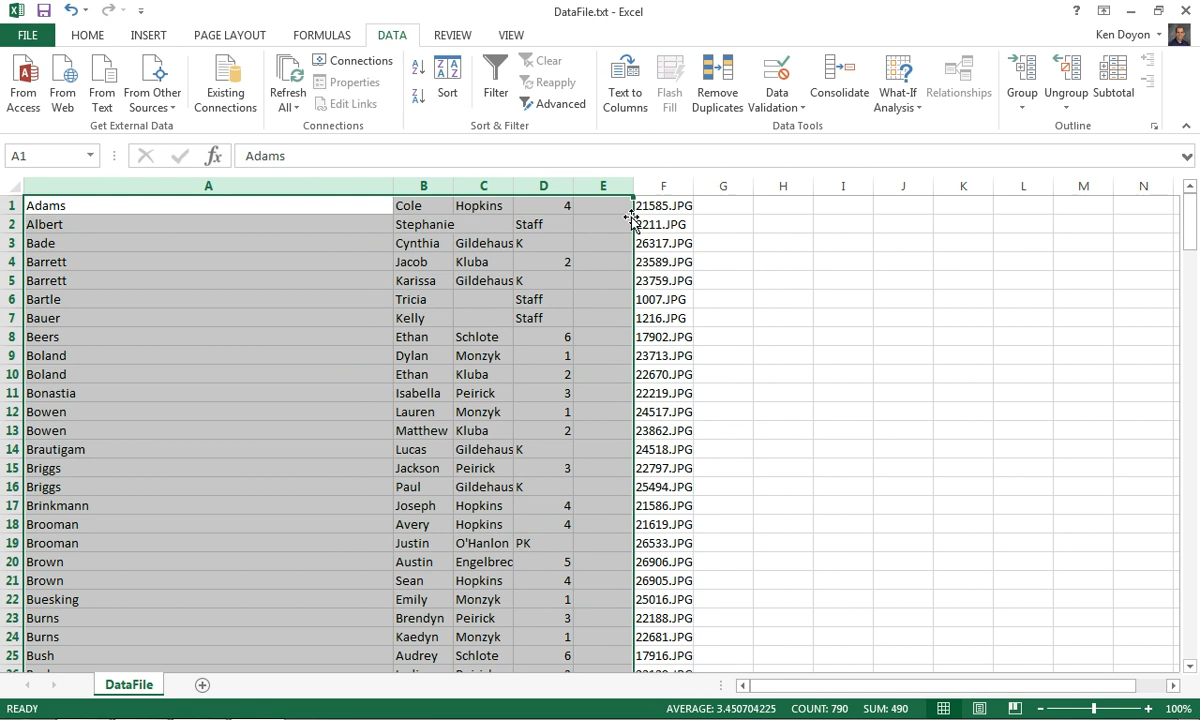 DataFile.txt - Excel
?
FILE HOME INSERT PAGE LAYOUT FORMULAS DATA REVIEW VIEW Ken Doyon
From Access
From Web
From Text
From Other Sources
Get External Data
Existing Connections
Refresh All
Connections
Properties
Edit Links
Connections
Sort
Filter
Clear
Reapply
Advanced
Sort & Filter
Text to Columns
Flash Fill
Remove Duplicates
Data Validation
Consolidate
What-If Analysis
Relationships
Data Tools
Group
Ungroup
Subtotal
Outline
A1 fx Adams
A B C D E F G H I J K L M N
1 Adams Cole Hopkins 4 21585.JPG
2 Albert Stephanie Staff 2211.JPG
3 Bade Cynthia Gildehaus K 26317.JPG
4 Barrett Jacob Kluba 2 23589.JPG
5 Barrett Karissa Gildehaus K 23759.JPG
6 Bartle Tricia Staff 1007.JPG
7 Bauer Kelly Staff 1216.JPG
8 Beers Ethan Schlote 6 17902.JPG
9 Boland Dylan Monzyk 1 23713.JPG
10 Boland Ethan Kluba 2 22670.JPG
11 Bonastia Isabella Peirick 3 22219.JPG
12 Bowen Lauren Monzyk 1 24517.JPG
13 Bowen Matthew Kluba 2 23862.JPG
14 Brautigam Lucas Gildehaus K 24518.JPG
15 Briggs Jackson Peirick 3 22797.JPG
16 Briggs Paul Gildehaus K 25494.JPG
17 Brinkmann Joseph Hopkins 4 21586.JPG
18 Brooman Avery Hopkins 4 21619.JPG
19 Brooman Justin O'Hanlon PK 26533.JPG
20 Brown Austin Engelbrec 5 26906.JPG
21 Brown Sean Hopkins 4 26905.JPG
22 Buesking Emily Monzyk 1 25016.JPG
23 Burns Brendyn Peirick 3 22188.JPG
24 Burns Kaedyn Monzyk 1 22681.JPG
25 Bush Audrey Schlote 6 17916.JPG
DataFile
READY AVERAGE: 3.450704225 COUNT: 790 SUM: 490 100%